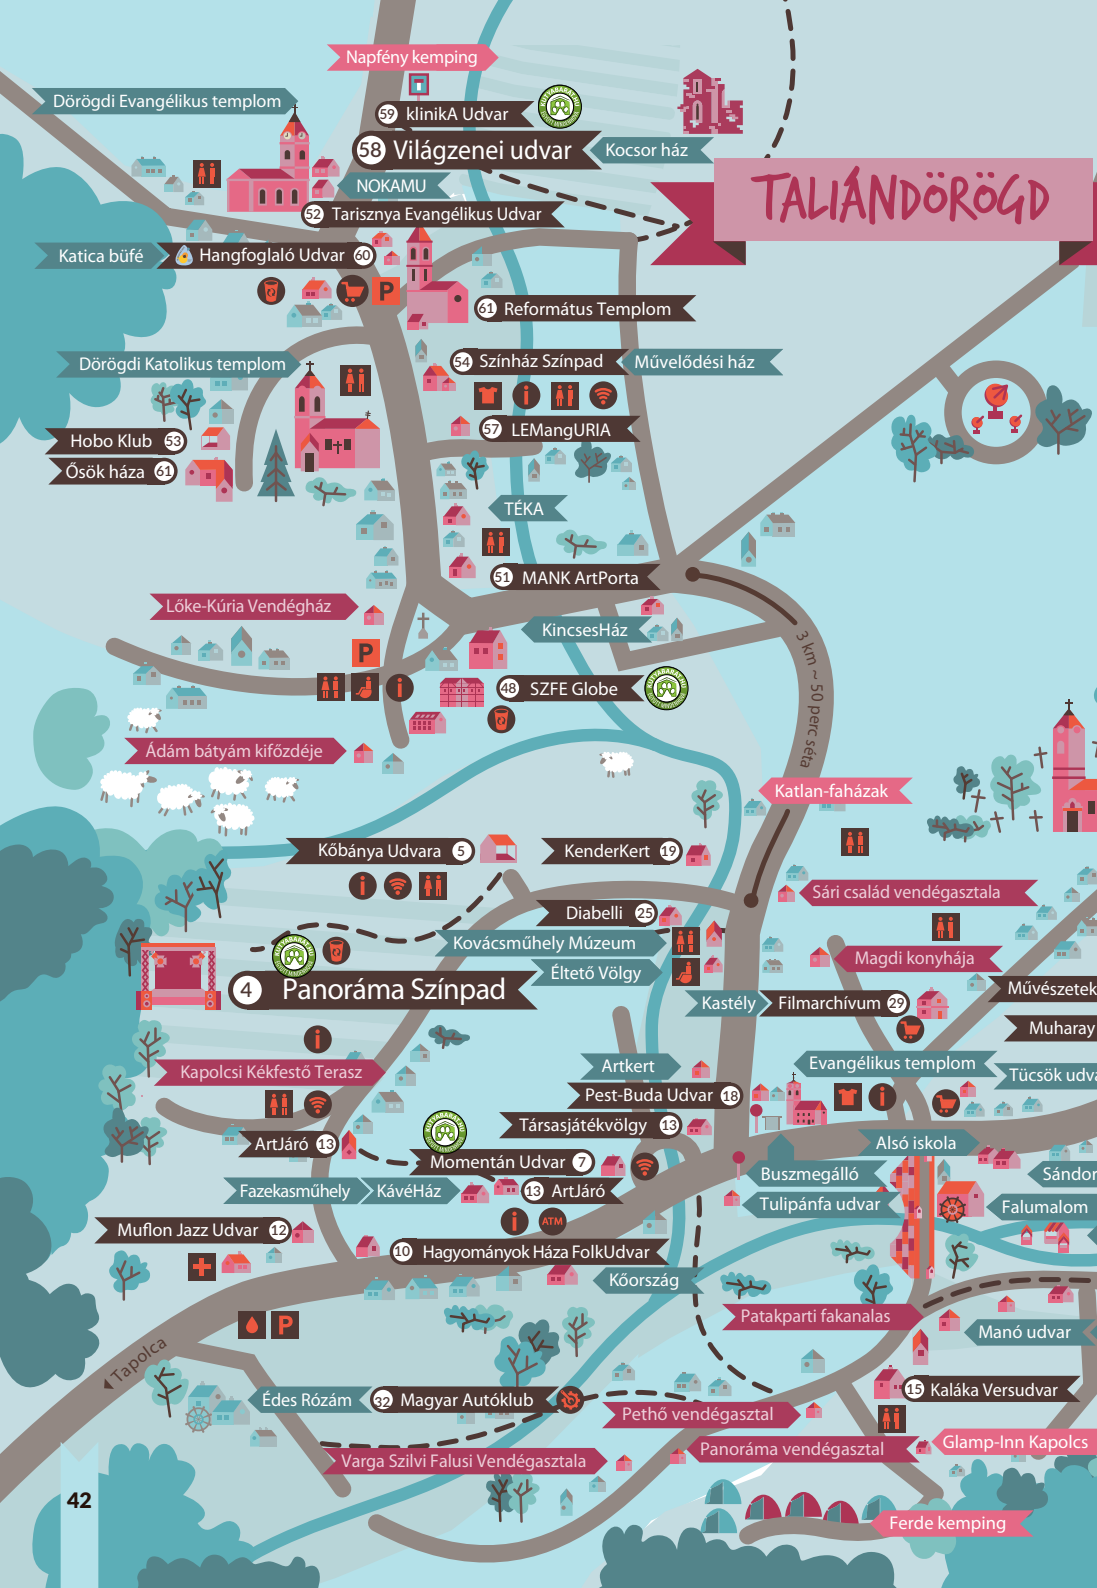 Napfény kemping
Dörögdi Evangélikus templom
59 klinikA Udvar
58 Világzenei udvar
Kocsor ház
NOKAMU
TALIÁNDÖRÖGD
52 Tarisznya Evangélikus Udvar
Katica büfé
Hangfoglaló Udvar 60
P
61 Református Templom
Dörögdi Katolikus templom
54 Színház Színpad
Művelődési ház
Hobo Klub 53
57 LEMangURIA
Ősök háza 61
TÉKA
51 MANK ArtPorta
Lőke-Kúria Vendégház
KincsesHáz
P
3 km ~ 50 perc séta
48 SZFE Globe
Ádám bátyám kifőzdéje
Katlan-faházak
Kőbánya Udvara 5
KenderKert 19
Sári család vendégasztala
Diabelli 25
Kovácsműhely Múzeum
Magdi konyhája
Éltető Völgy
4 Panoráma Színpad
Kastély
Filmarchívum 29
Művészetek
Muharay
Kapolcsi Kékfestő Terasz
Artkert
Evangélikus templom
Tücsök udva
Pest-Buda Udvar 18
Társasjátékvölgy 13
ArtJáró 13
Alsó iskola
Momentán Udvar 7
Buszmegálló
Sándor
Fazekasműhely
KávéHáz
13 ArtJáró
Tulipánfa udvar
Falumalom
ATM
Muflon Jazz Udvar 12
10 Hagyományok Háza FolkUdvar
Kőország
Patakparti fakanalas
P
Manó udvar
Tapolca
Édes Rózám
32 Magyar Autóklub
15 Kaláka Versudvar
Pethő vendégasztal
Panoráma vendégasztal
Glamp-Inn Kapolcs
Varga Szilvi Falusi Vendégasztala
42
Ferde kemping